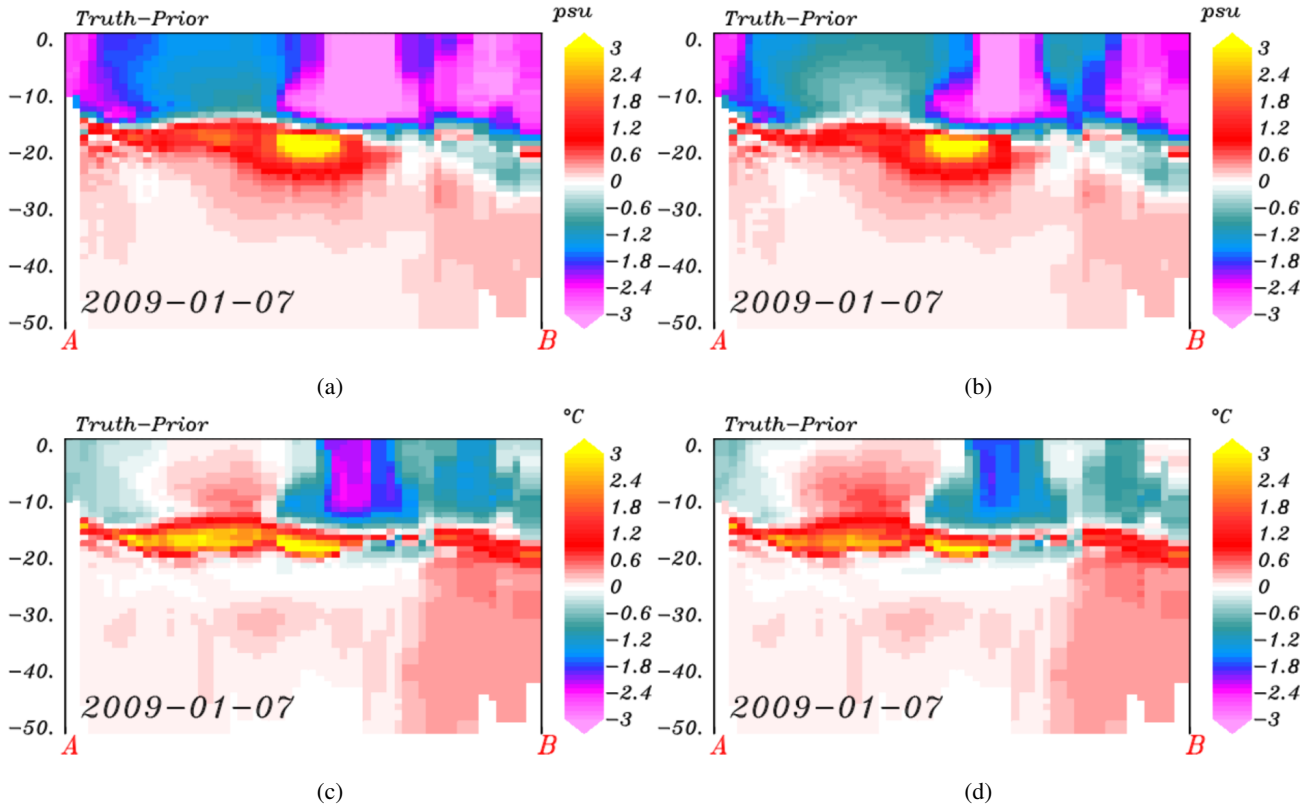 Truth-Prior psu Truth-Prior psu
0. 3 0. 3
2.4 2.4
-10. 1.8 -10. 1.8
1.2 1.2
-20. 0.6 -20. 0.6
0 0
-30. -0.6 -30. -0.6
-1.2 -1.2
-40. -1.8 -40. -1.8
2009-01-07 -2.4 2009-01-07 -2.4
-50. -3 -50. -3
A B A B
(a) (b)
Truth-Prior °C Truth-Prior °C
0. 3 0. 3
2.4 2.4
-10. 1.8 -10. 1.8
1.2 1.2
-20. 0.6 -20. 0.6
0 0
-30. -0.6 -30. -0.6
-1.2 -1.2
-40. -1.8 -40. -1.8
2009-01-07 -2.4 2009-01-07 -2.4
-50. -3 -50. -3
A B A B
(c) (d)